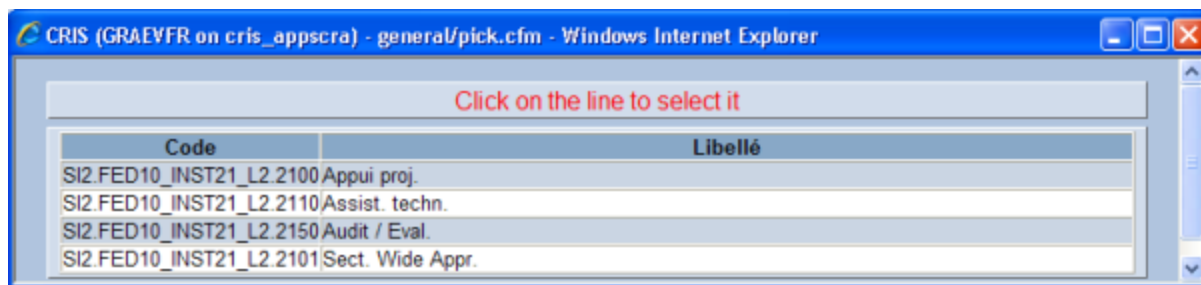 CRIS (GRAEVFR on cris_appscra) - general/pick.cfm - Windows Internet Explorer
Click on the line to select it
Code Libellé
SI2.FED10_INST21_L2.2100 Appui proj.
SI2.FED10_INST21_L2.2110 Assist. techn.
SI2.FED10_INST21_L2.2150 Audit / Eval.
SI2.FED10_INST21_L2.2101 Sect. Wide Appr.